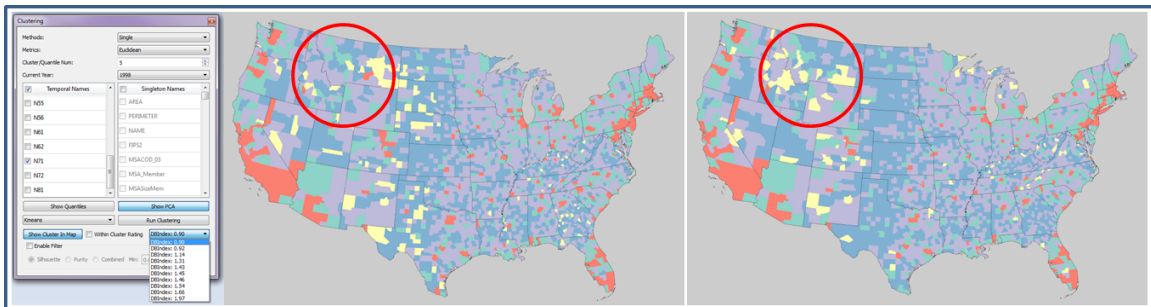 Clustering
Methods: Single
Metrics: Euclidean
Cluster/Quantile Num: 5
Current Year: 1998
Temporal Names Singleton Names
N55 AREA
N56 PERIMETER
N61 NAME
N62 FIPS2
N71 MSACOD_03
N72 MSA_Member
N81 MSASizeMem
Show Quantiles Show PCA
Kmeans Run Clustering
Show Cluster In Map Within Cluster Rating DBIndex: 0.90
DBIndex: 0.90
Enable Filter DBIndex: 0.92
DBIndex: 1.14
DBIndex: 1.31
Silhouette Purity Combined Min: 0. DBIndex: 1.43
DBIndex: 1.45
DBIndex: 1.46
DBIndex: 1.54
DBIndex: 1.66
DBIndex: 1.97